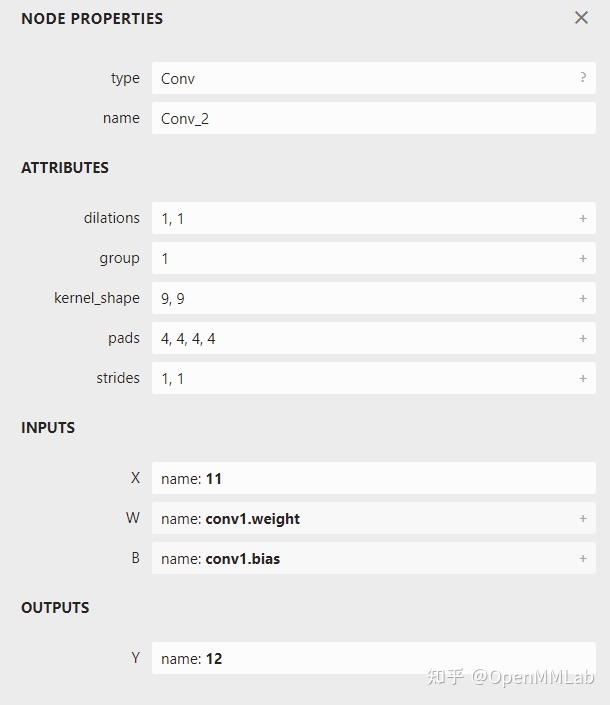 NODE PROPERTIES ×
type Conv ?
name Conv_2
ATTRIBUTES
dilations 1, 1 +
group 1 +
kernel_shape 9, 9 +
pads 4, 4, 4, 4 +
strides 1, 1 +
INPUTS
X name: 11
W name: conv1.weight +
B name: conv1.bias +
OUTPUTS
Y name: 12
知乎 @OpenMMLab